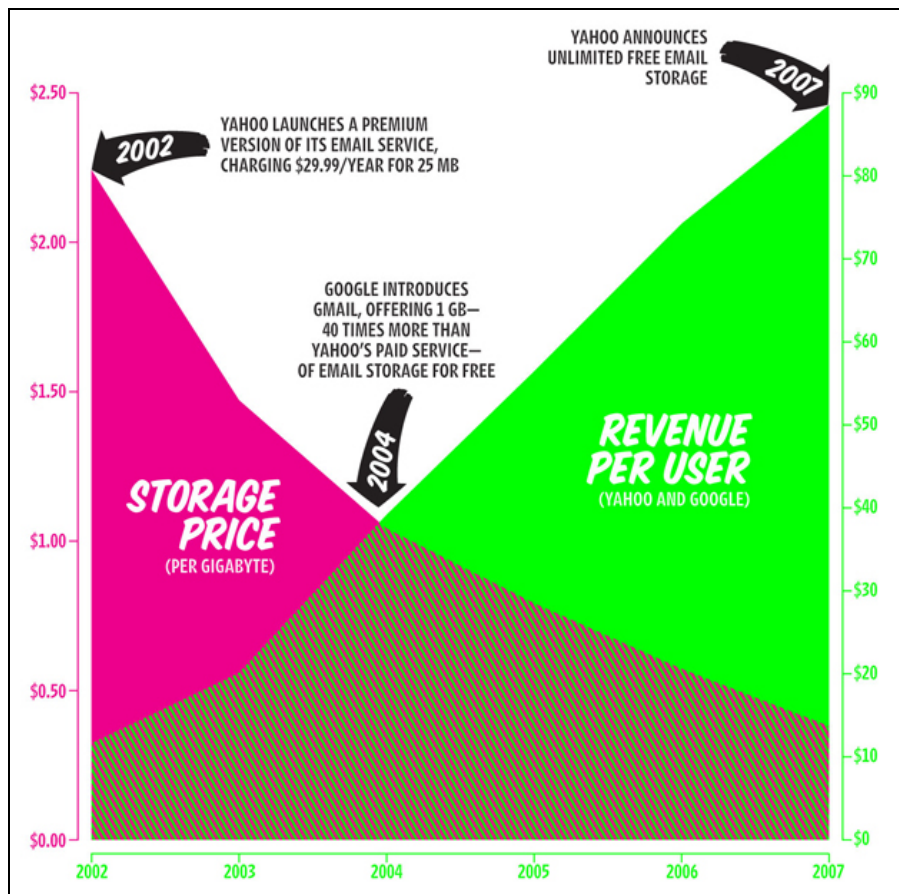 YAHOO ANNOUNCES
UNLIMITED FREE EMAIL
STORAGE
2007
$2.50
$90
2002
YAHOO LAUNCHES A PREMIUM
VERSION OF ITS EMAIL SERVICE,
CHARGING $29.99/YEAR FOR 25 MB
$80
$2.00
$70
GOOGLE INTRODUCES
GMAIL, OFFERING 1 GB—
40 TIMES MORE THAN
YAHOO'S PAID SERVICE—
OF EMAIL STORAGE FOR FREE
$60
$1.50
2004
$50
REVENUE
PER USER
(YAHOO AND GOOGLE)
STORAGE
PRICE
(PER GIGABYTE)
$40
$1.00
$30
$20
$0.50
$10
$0.00
$0
2002 2003 2004 2005 2006 2007